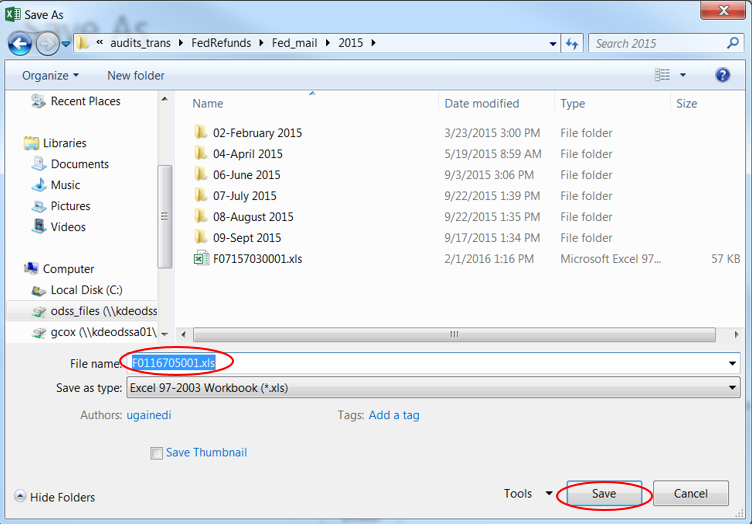 Save As
« audits_trans ▸ FedRefunds ▸ Fed_mail ▸ 2015 ▸
Search 2015
Organize ▾ New folder
Recent Places
Libraries
Documents
Music
Pictures
Videos
Computer
Local Disk (C:)
odss_files (\\kdeodss
gcox (\\kdeodssa01\
Name Date modified Type Size
02-February 2015 3/23/2015 3:00 PM File folder
04-April 2015 5/19/2015 8:59 AM File folder
06-June 2015 9/3/2015 3:06 PM File folder
07-July 2015 9/22/2015 1:39 PM File folder
08-August 2015 9/22/2015 1:35 PM File folder
09-Sept 2015 9/17/2015 1:34 PM File folder
F07157030001.xls 2/1/2016 1:16 PM Microsoft Excel 97... 57 KB
File name: F0116705001.xls
Save as type: Excel 97-2003 Workbook (*.xls)
Authors: ugainedi Tags: Add a tag
Save Thumbnail
Hide Folders Tools Save Cancel